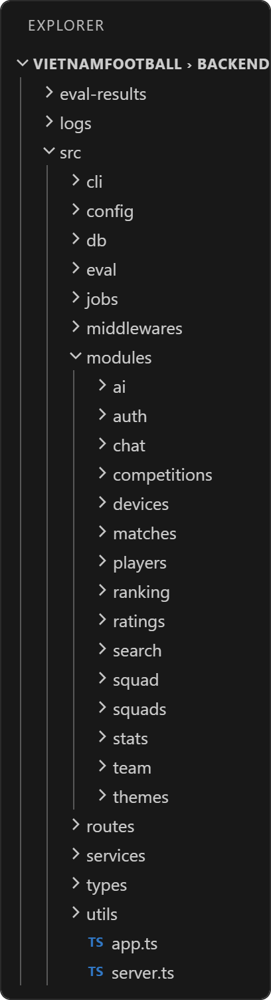 EXPLORER
VIETNAMFOOTBALL › BACKEND
eval-results
logs
src
cli
config
db
eval
jobs
middlewares
modules
ai
auth
chat
competitions
devices
matches
players
ranking
ratings
search
squad
squads
stats
team
themes
routes
services
types
utils
TS app.ts
TS server.ts